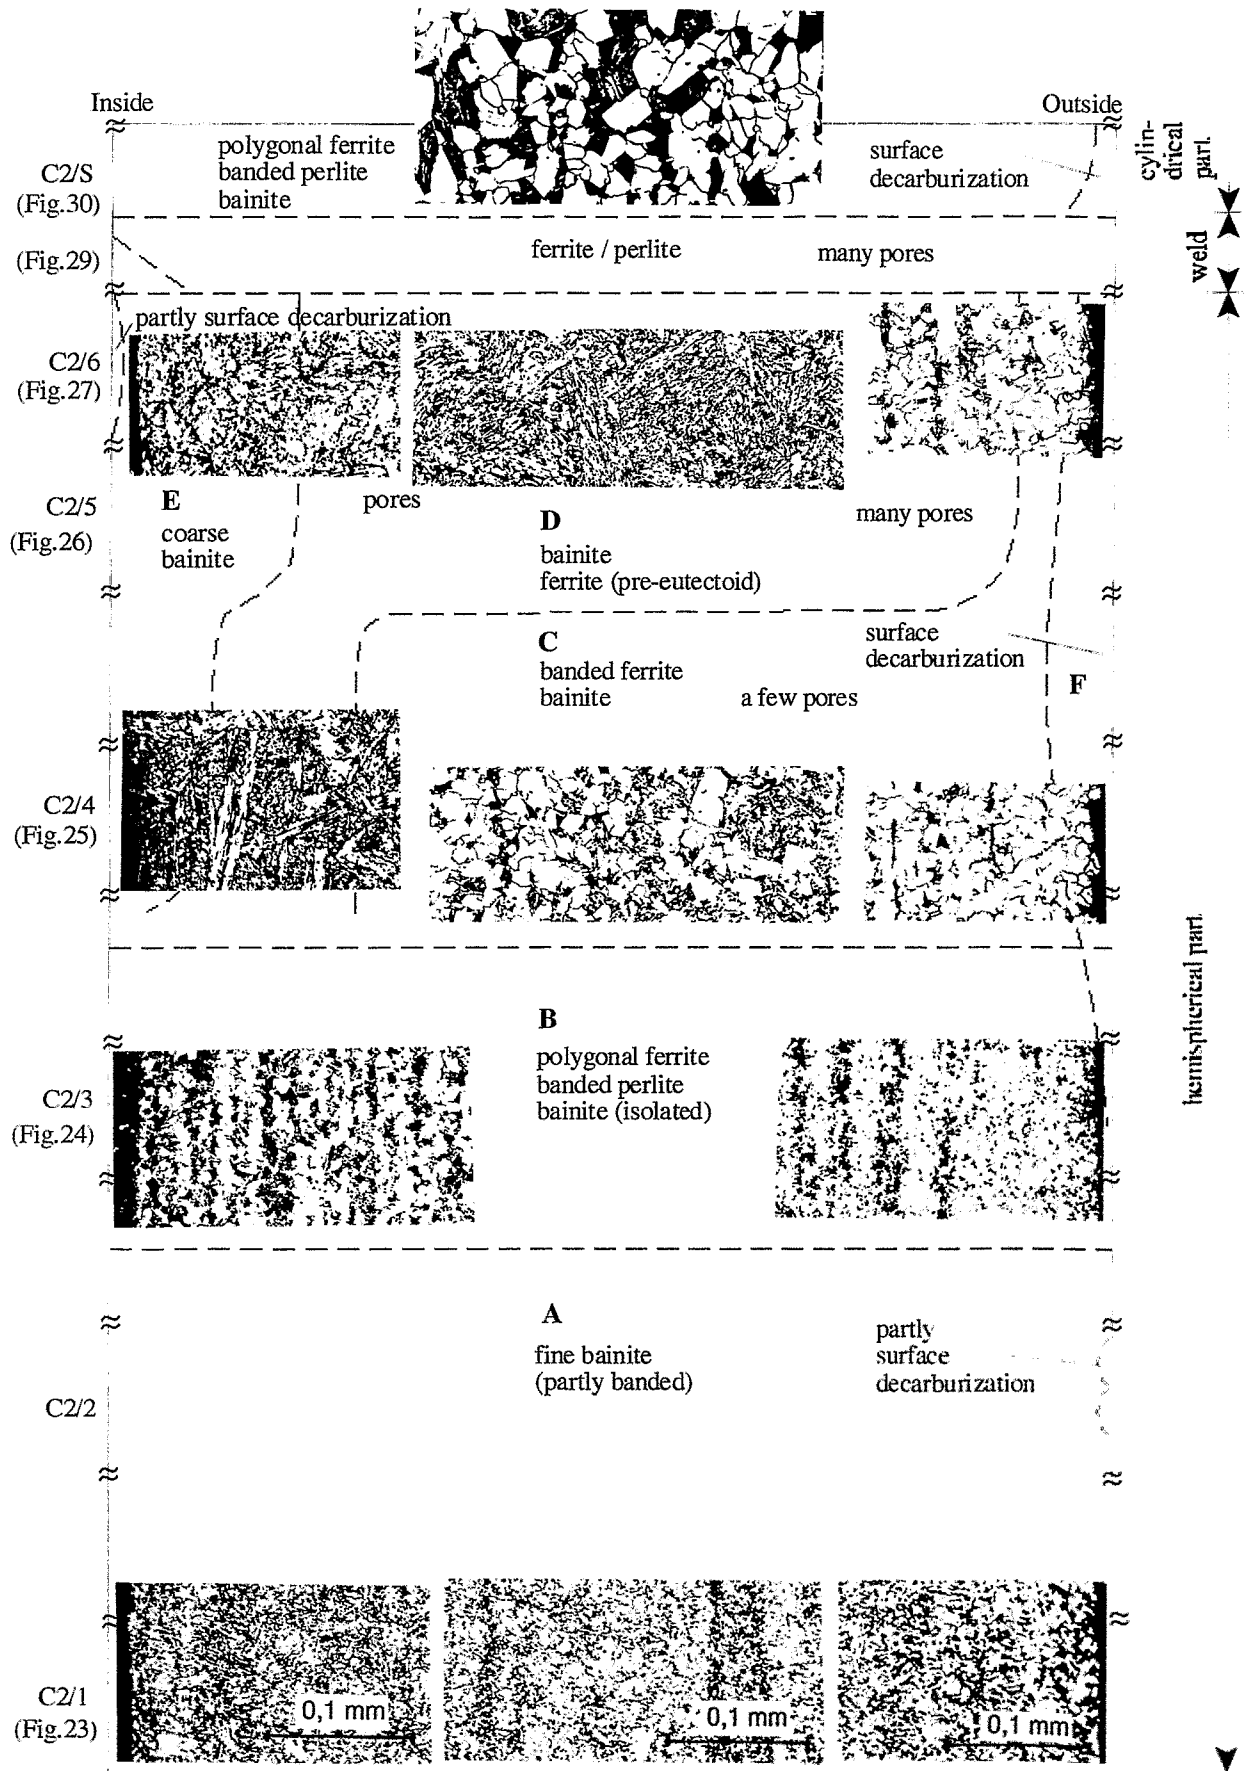 Inside
Outside
cylin-
drical
part.
C2/S
(Fig.30)
polygonal ferrite
banded perlite
bainite
surface
decarburization
(Fig.29)
ferrite / perlite
many pores
weld
partly surface decarburization
C2/6
(Fig.27)
C2/5
(Fig.26)
E
coarse
bainite
pores
D
bainite
ferrite (pre-eutectoid)
many pores
C
banded ferrite
bainite
a few pores
surface
decarburization
F
C2/4
(Fig.25)
hemispherical part.
B
polygonal ferrite
banded perlite
bainite (isolated)
C2/3
(Fig.24)
A
fine bainite
(partly banded)
partly
surface
decarburization
C2/2
C2/1
(Fig.23)
0,1 mm
0,1 mm
0,1 mm